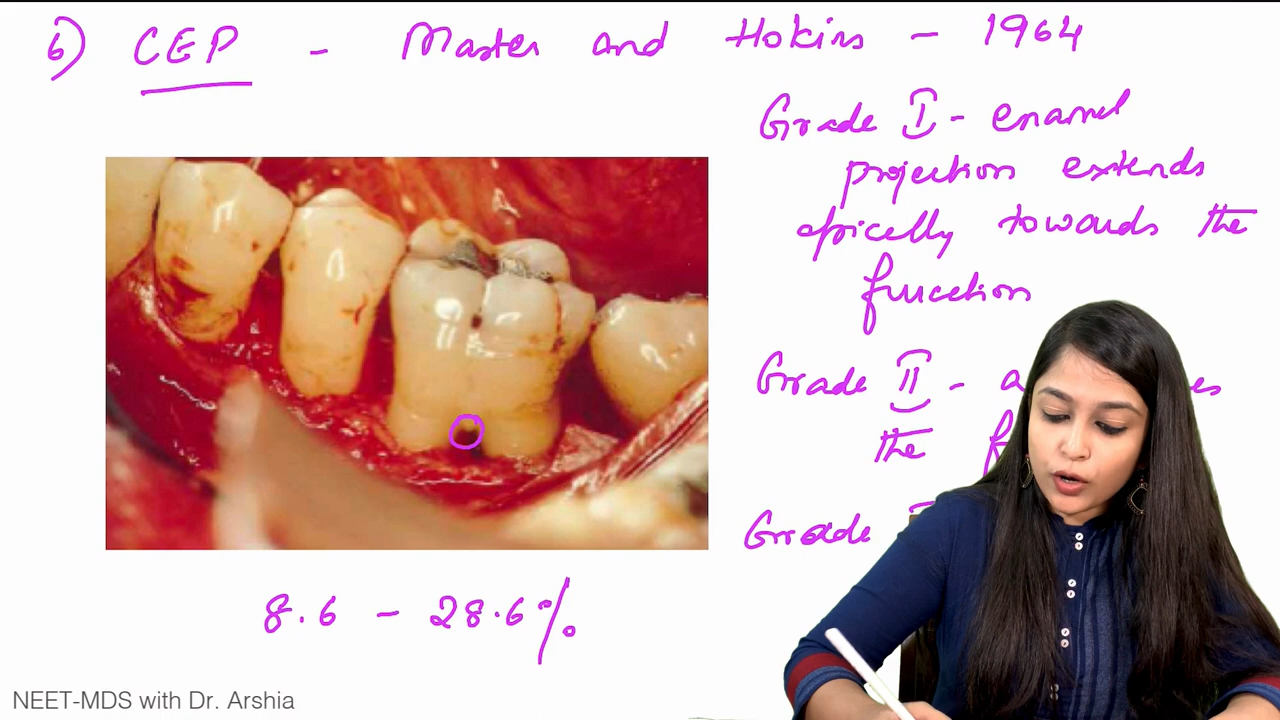 6) CEP - Master and Hokins - 1964
Grade I - enamel
projection extends
apically towards the
furcation
Grade II -
the
Grade
8.6 - 28.6%
NEET-MDS with Dr. Arshia